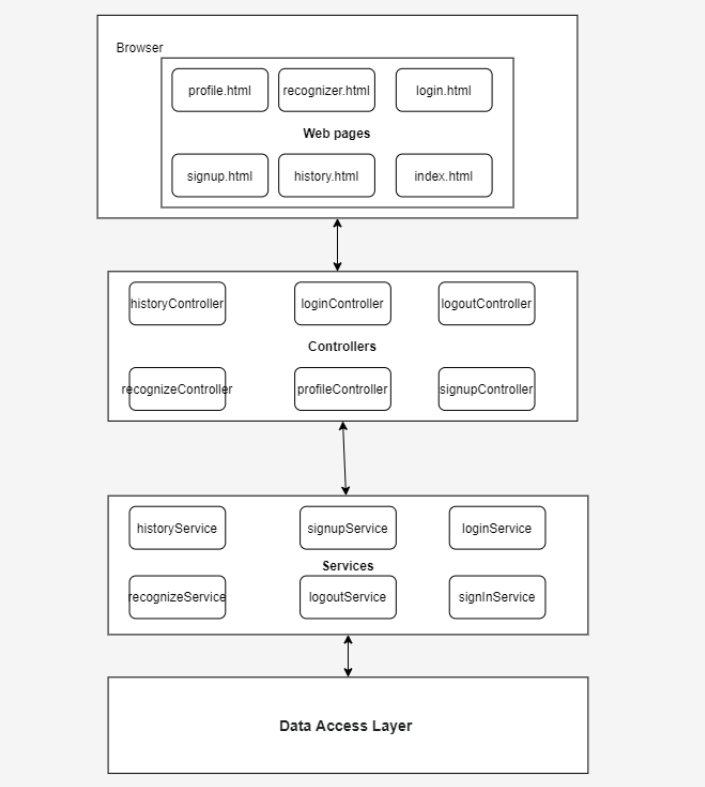 Browser
profile.html recognizer.html login.html
Web pages
signup.html history.html index.html
historyController loginController logoutController
Controllers
recognizeController profileController signupController
historyService signupService loginService
Services
recognizeService logoutService signInService
Data Access Layer